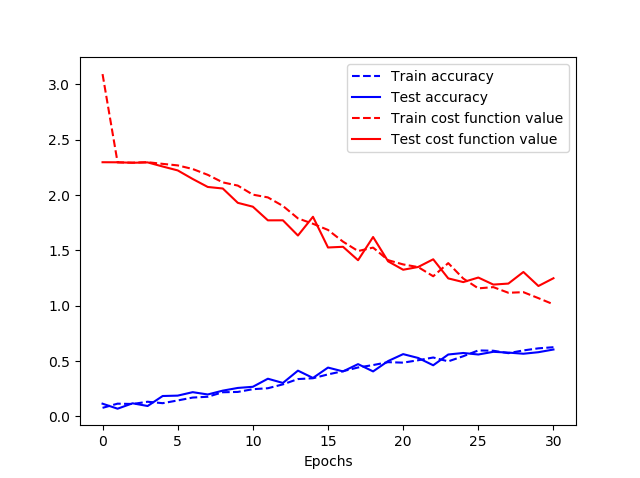 Train accuracy
Test accuracy
Train cost function value
Test cost function value
3.0
2.5
2.0
1.5
1.0
0.5
0.0
0 5 10 15 20 25 30
Epochs